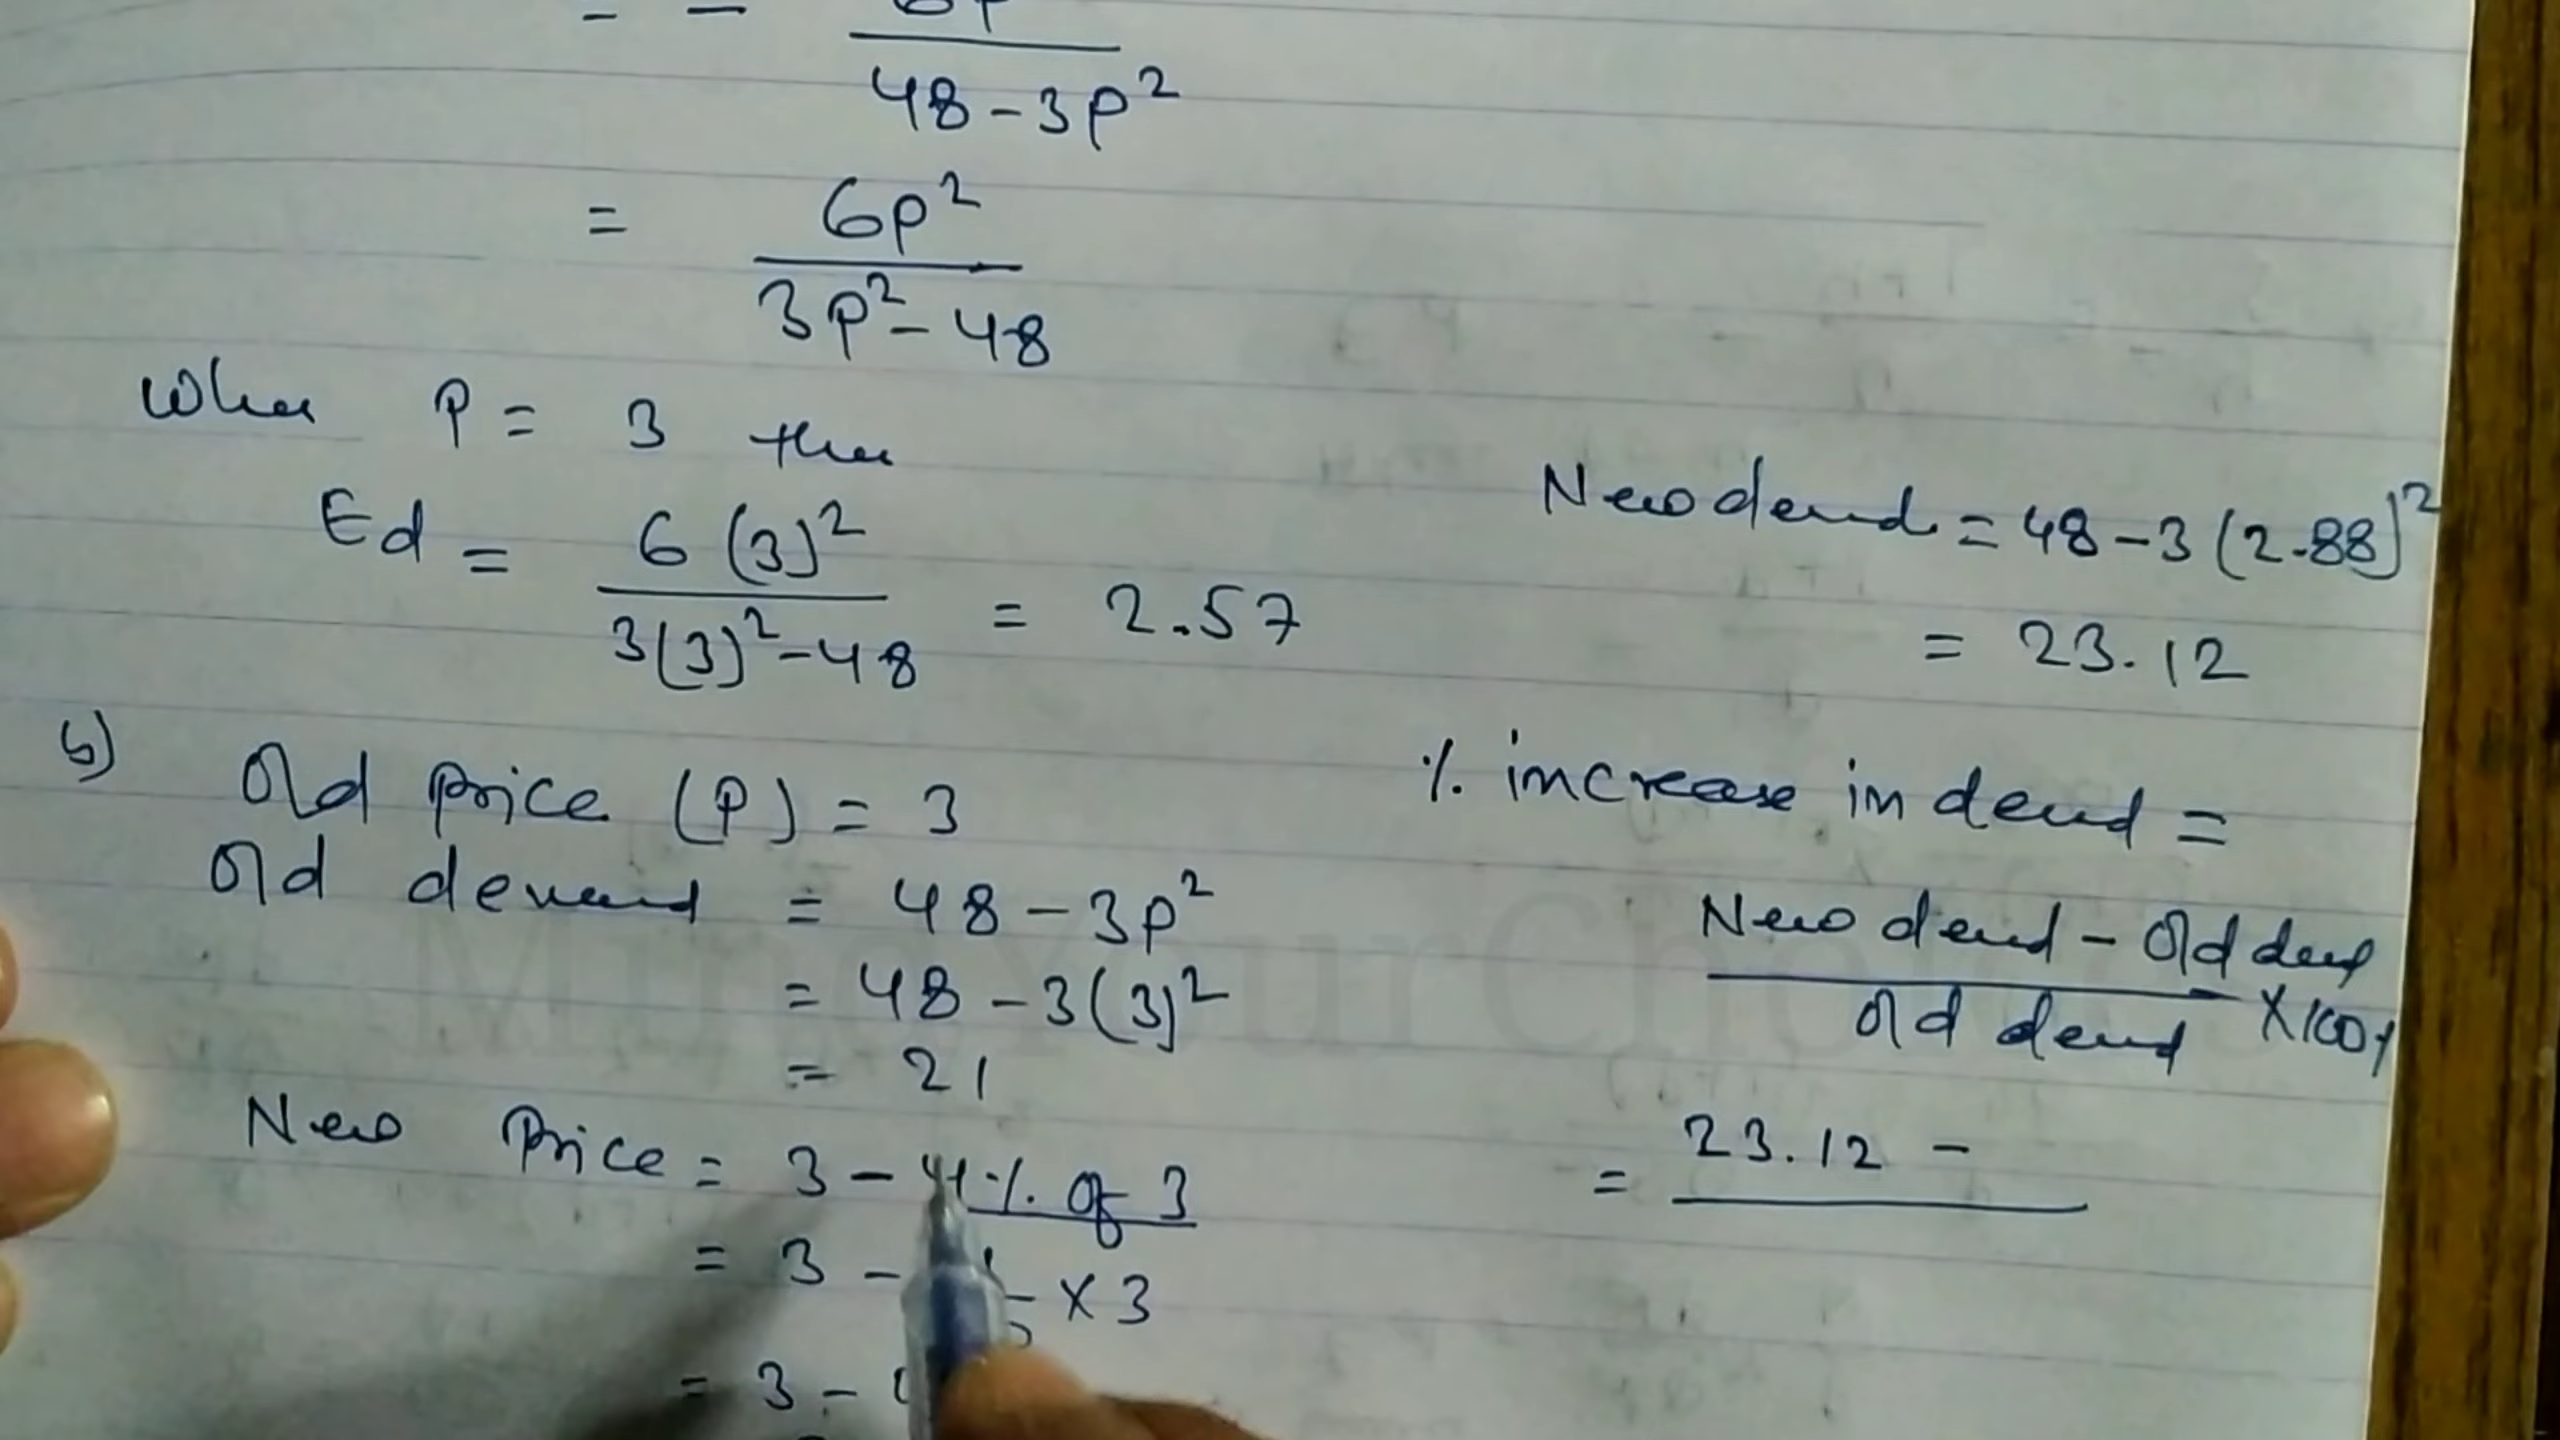 48-3p²
= 6p²
3p²-48
When P = 3 then
Ed = 6(3)²
3(3)²-48
= 2.57
b) Old price (P) = 3
Old demand = 48-3p²
= 48-3(3)²
= 21
New Price = 3-4% of 3
= 3 - × 3
= 3 -
New demd = 48-3(2.88)²
= 23.12
% increase in demd =
New demd - Old demd
Old demd ×100%
= 23.12 -
MindYourChoices